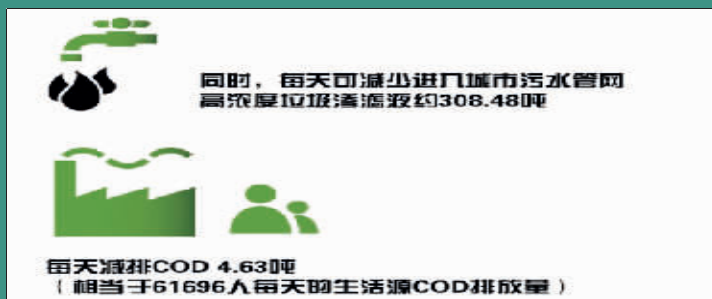 同时，每天可减少进入城市污水管网
高浓度垃圾渗滤液约308.48吨
每天减排COD 4.63吨
（相当于61696人每天的生活源COD排放量）